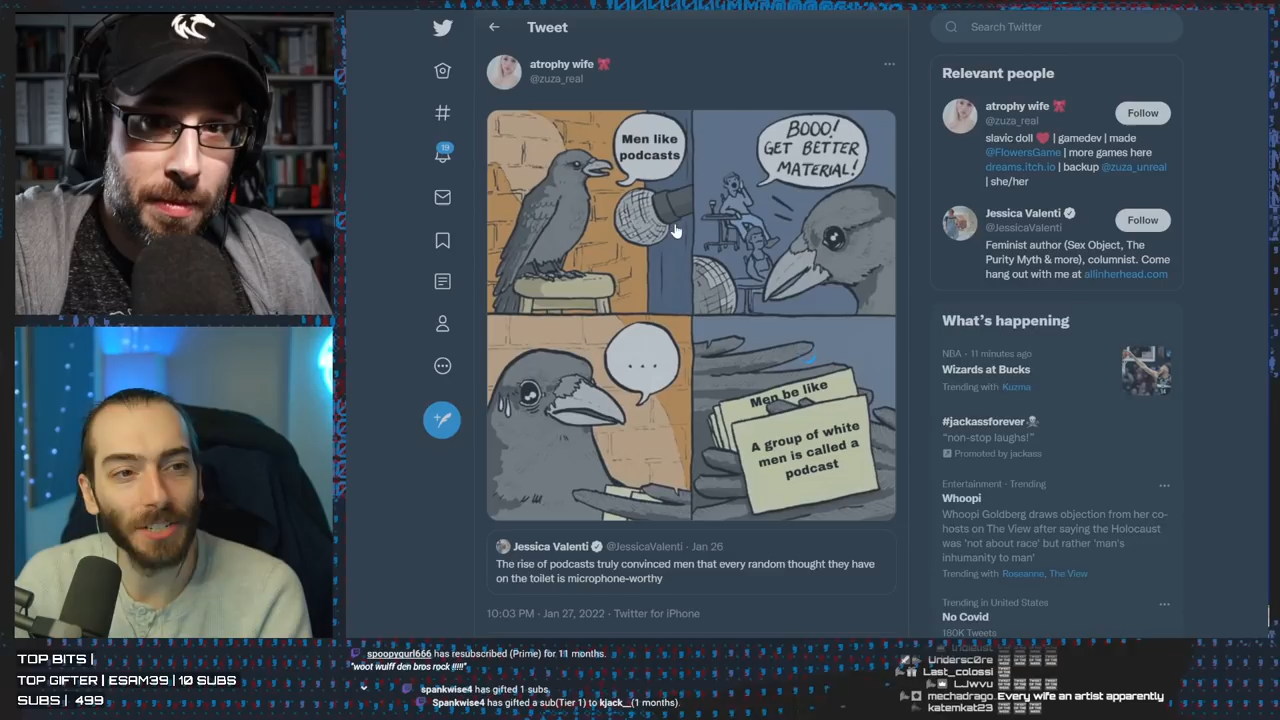 Tweet
atrophy wife
@zuza_real
Men like
podcasts
BOOO!
GET BETTER
MATERIAL!
...
Men be like
A group of white
men is called a
podcast
Jessica Valenti @JessicaValenti · Jan 26
The rise of podcasts truly convinced men that every random thought they have
on the toilet is microphone-worthy
10:03 PM · Jan 27, 2022 · Twitter for iPhone
19
Search Twitter
Relevant people
atrophy wife
@zuza_real
Follow
slavic doll | gamedev | made
@FlowersGame | more games here
dreams.itch.io | backup @zuza_unreal
| she/her
Jessica Valenti
@JessicaValenti
Follow
Feminist author (Sex Object, The
Purity Myth & more), columnist. Come
hang out with me at allinherhead.com
What's happening
NBA · 11 minutes ago
Wizards at Bucks
Trending with Kuzma
#jackassforever
"non-stop laughs!"
Promoted by jackass
Entertainment · Trending
Whoopi
Whoopi Goldberg draws objection from her co-
hosts on The View after saying the Holocaust
was 'not about race' but rather 'man's
inhumanity to man'
Trending with Roseanne, The View
Trending in United States
No Covid
180K Tweets
TOP BITS |
TOP GIFTER | ESAM39 | 10 SUBS
SUBS | 499
spoopygurl666 has resubscribed (Prime) for 11 months.
"woot wulff den bros rock !!!!!"
spankwise4 has gifted 1 subs.
Spankwise4 has gifted a sub(Tier 1) to kjack__(1 months).
Undersc0re
Last_colossi
LJwvu
mechadrago: Every wife an artist apparently
katemkat23